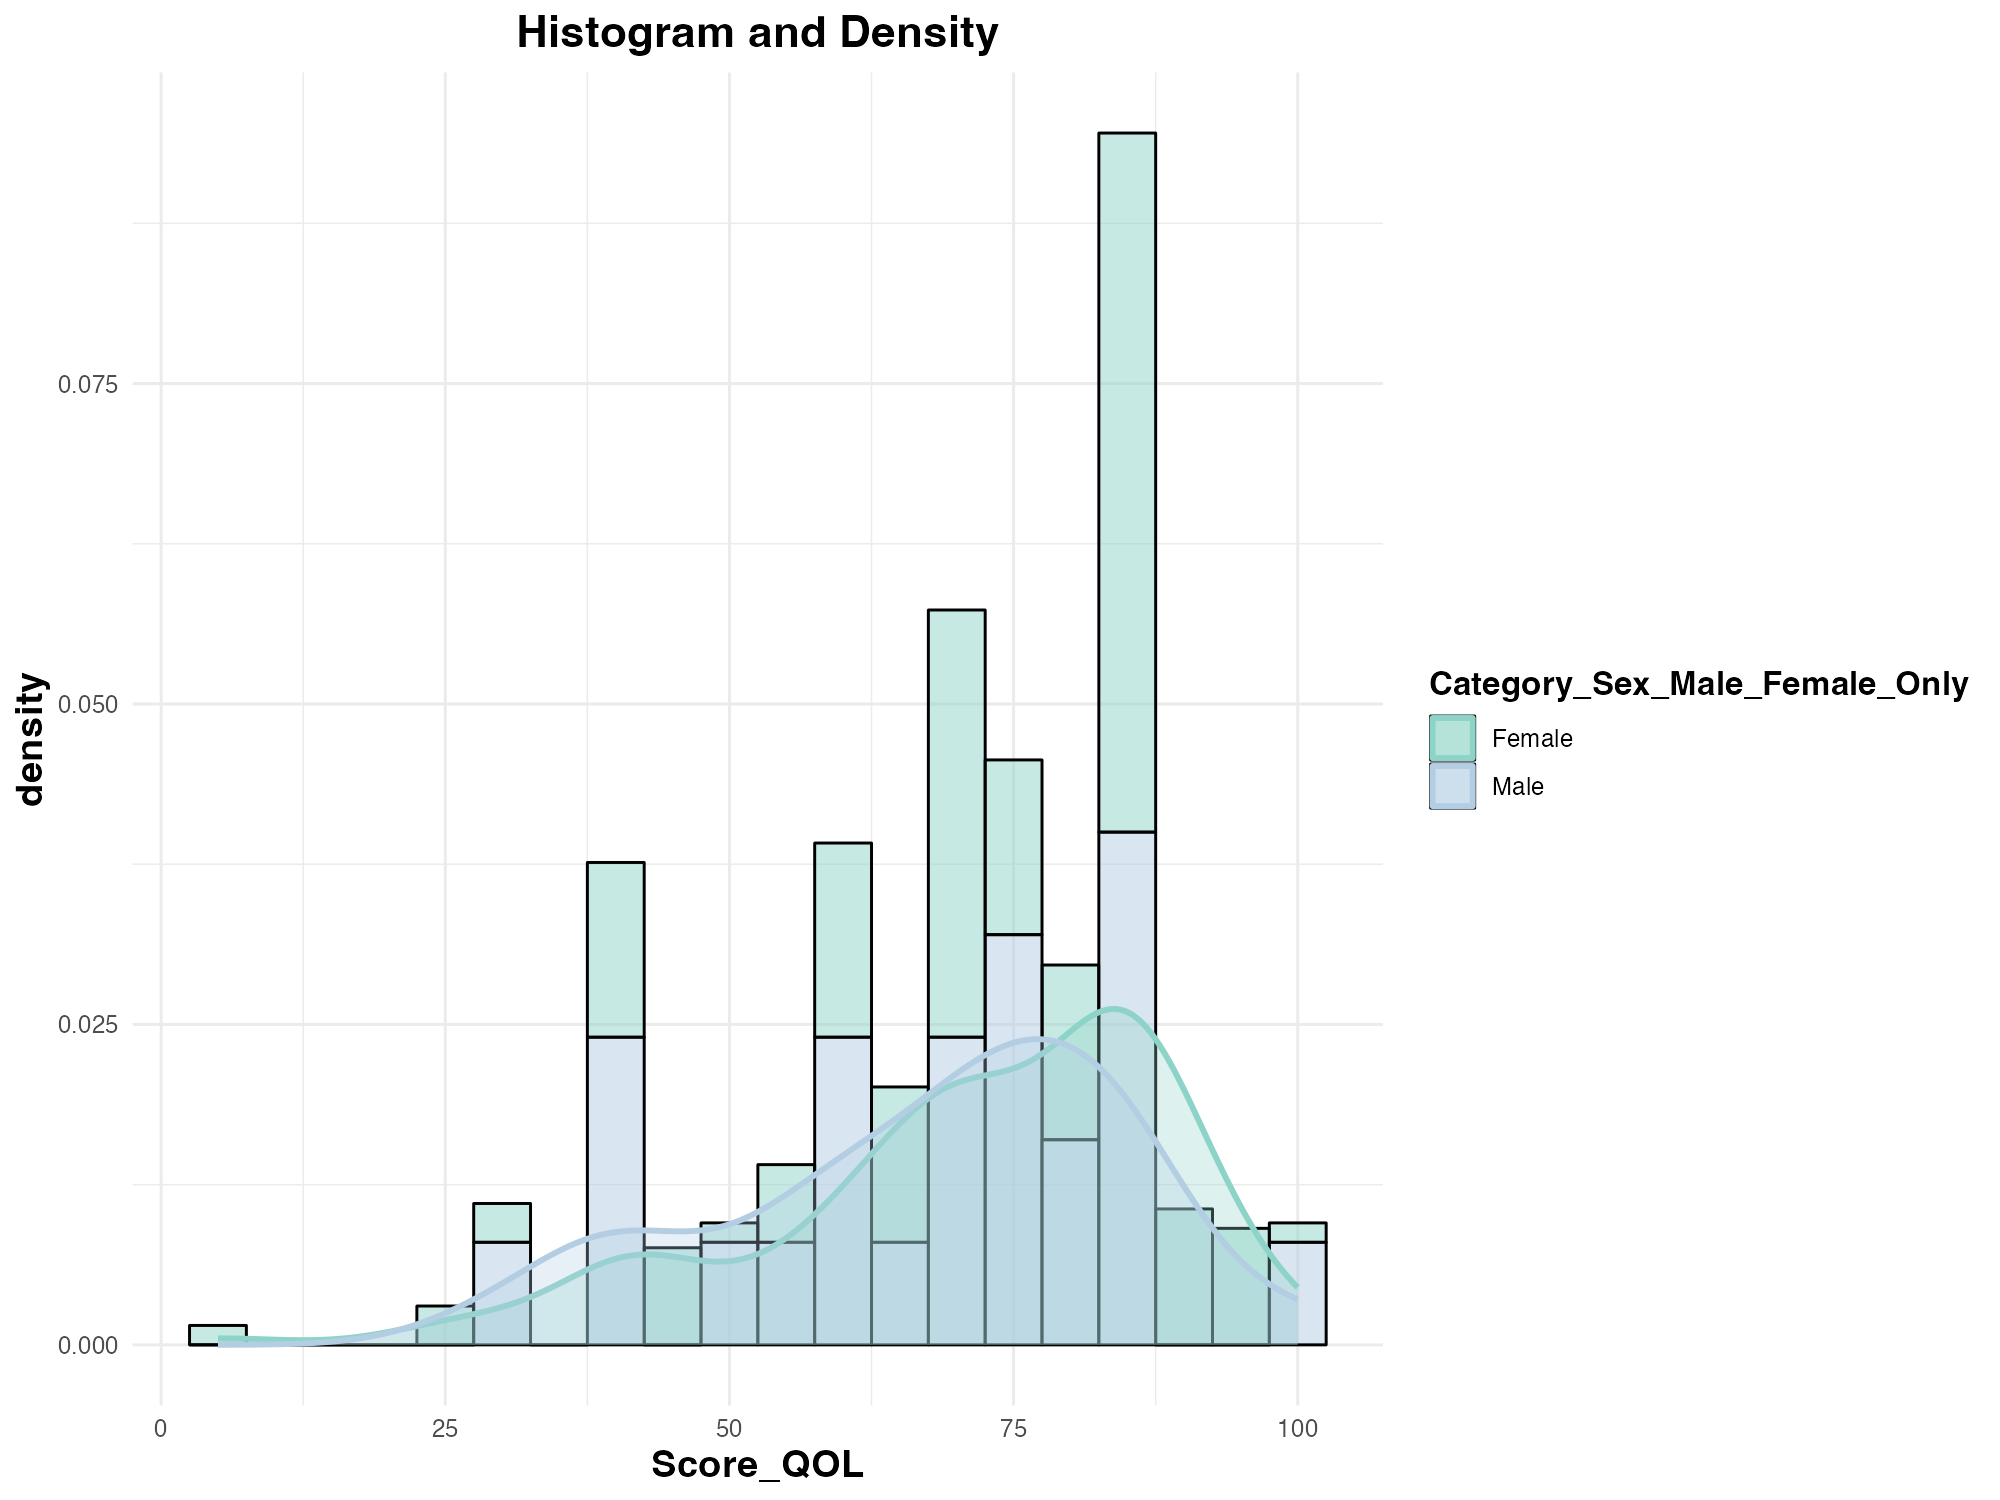 Histogram and Density
density
0.075
0.050
0.025
0.000
0
25
50
75
100
Score_QOL
Category_Sex_Male_Female_Only
Female
Male